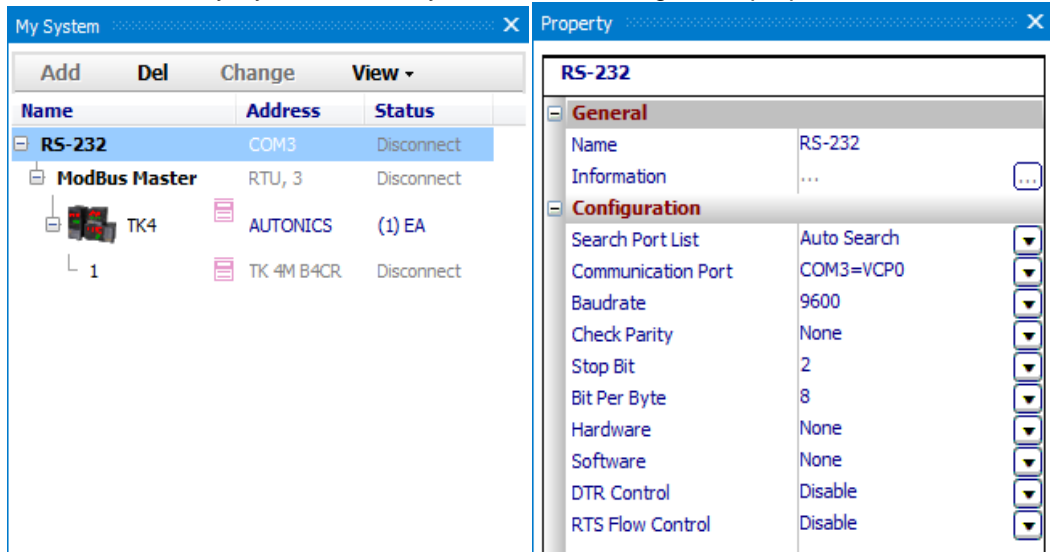 My System
Add Del Change View
Name Address Status
RS-232 COM3 Disconnect
ModBus Master RTU, 3 Disconnect
TK4 AUTONICS (1) EA
1 TK 4M B4CR Disconnect
Property
RS-232
General
Name RS-232
Information ...
Configuration
Search Port List Auto Search
Communication Port COM3=VCP0
Baudrate 9600
Check Parity None
Stop Bit 2
Bit Per Byte 8
Hardware None
Software None
DTR Control Disable
RTS Flow Control Disable